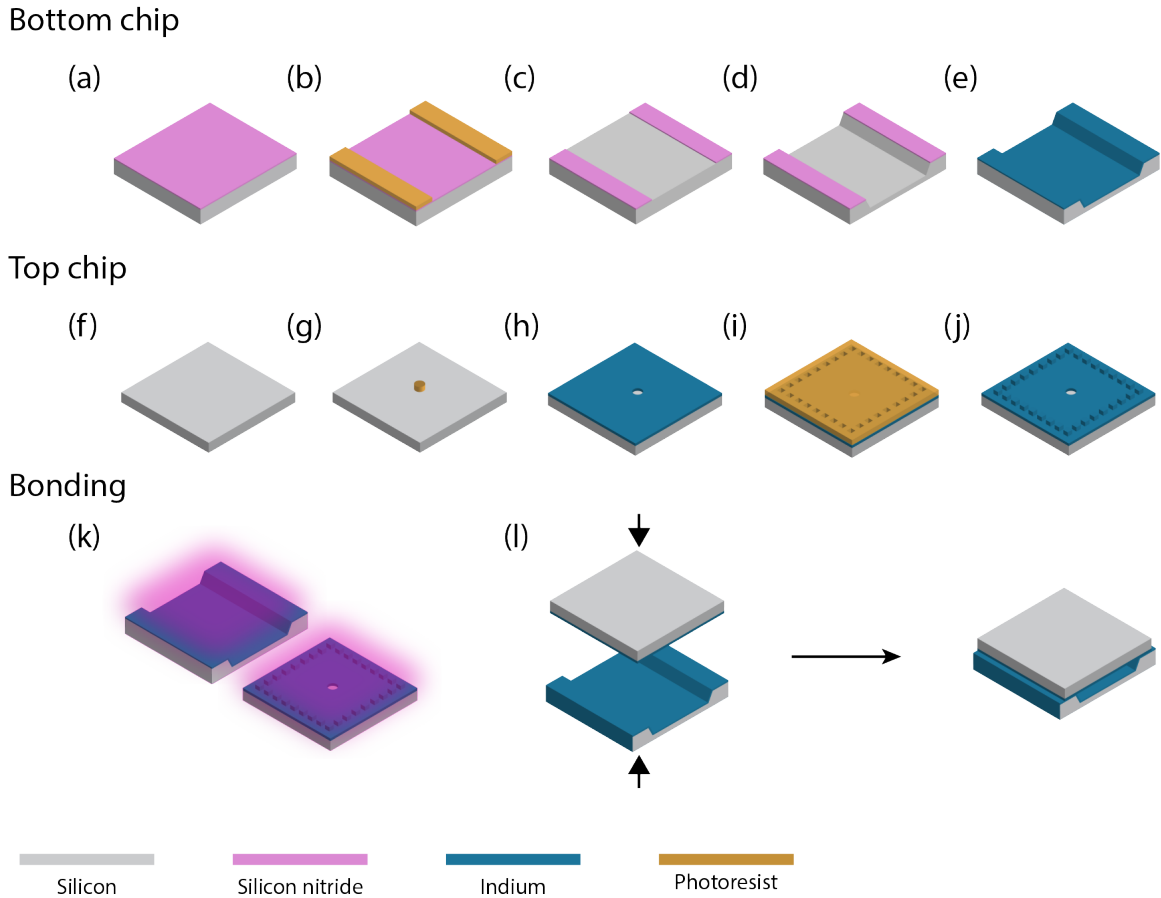 Bottom chip
(a) (b) (c) (d) (e)
Top chip
(f) (g) (h) (i) (j)
Bonding
(k) (l)
Silicon Silicon nitride Indium Photoresist